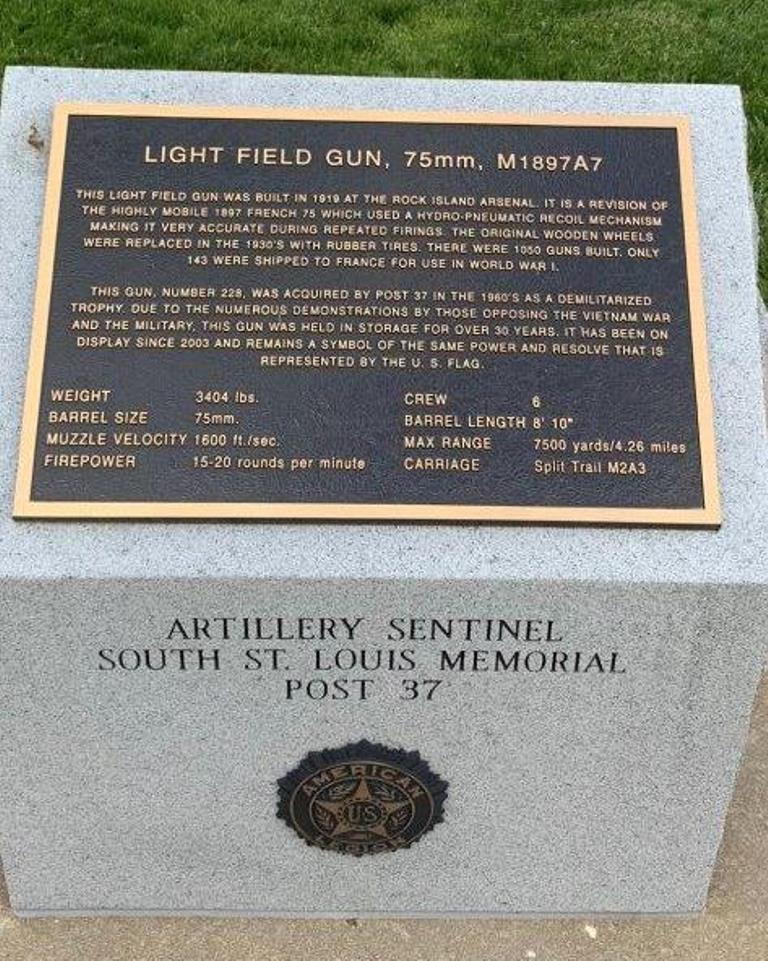 LIGHT FIELD GUN, 75mm, M1897A7
THIS LIGHT FIELD GUN WAS BUILT IN 1919 AT THE ROCK ISLAND ARSENAL. IT IS A REVISION OF
THE HIGHLY MOBILE 1897 FRENCH 75 WHICH USED A HYDRO-PNEUMATIC RECOIL MECHANISM
MAKING IT VERY ACCURATE DURING REPEATED FIRINGS. THE ORIGINAL WOODEN WHEELS
WERE REPLACED IN THE 1930'S WITH RUBBER TIRES. THERE WERE 1050 GUNS BUILT. ONLY
143 WERE SHIPPED TO FRANCE FOR USE IN WORLD WAR I.
THIS GUN, NUMBER 228, WAS ACQUIRED BY POST 37 IN THE 1960'S AS A DEMILITARIZED
TROPHY. DUE TO THE NUMEROUS DEMONSTRATIONS BY THOSE OPPOSING THE VIETNAM WAR
AND THE MILITARY, THIS GUN WAS HELD IN STORAGE FOR OVER 30 YEARS. IT HAS BEEN ON
DISPLAY SINCE 2003 AND REMAINS A SYMBOL OF THE SAME POWER AND RESOLVE THAT IS
REPRESENTED BY THE U. S. FLAG.
WEIGHT 3404 lbs. CREW 6
BARREL SIZE 75mm. BARREL LENGTH 8' 10"
MUZZLE VELOCITY 1600 ft./sec. MAX RANGE 7500 yards/4.26 miles
FIREPOWER 15-20 rounds per minute CARRIAGE Split Trail M2A3
ARTILLERY SENTINEL
SOUTH ST. LOUIS MEMORIAL
POST 37
AMERICAN
US
LEGION